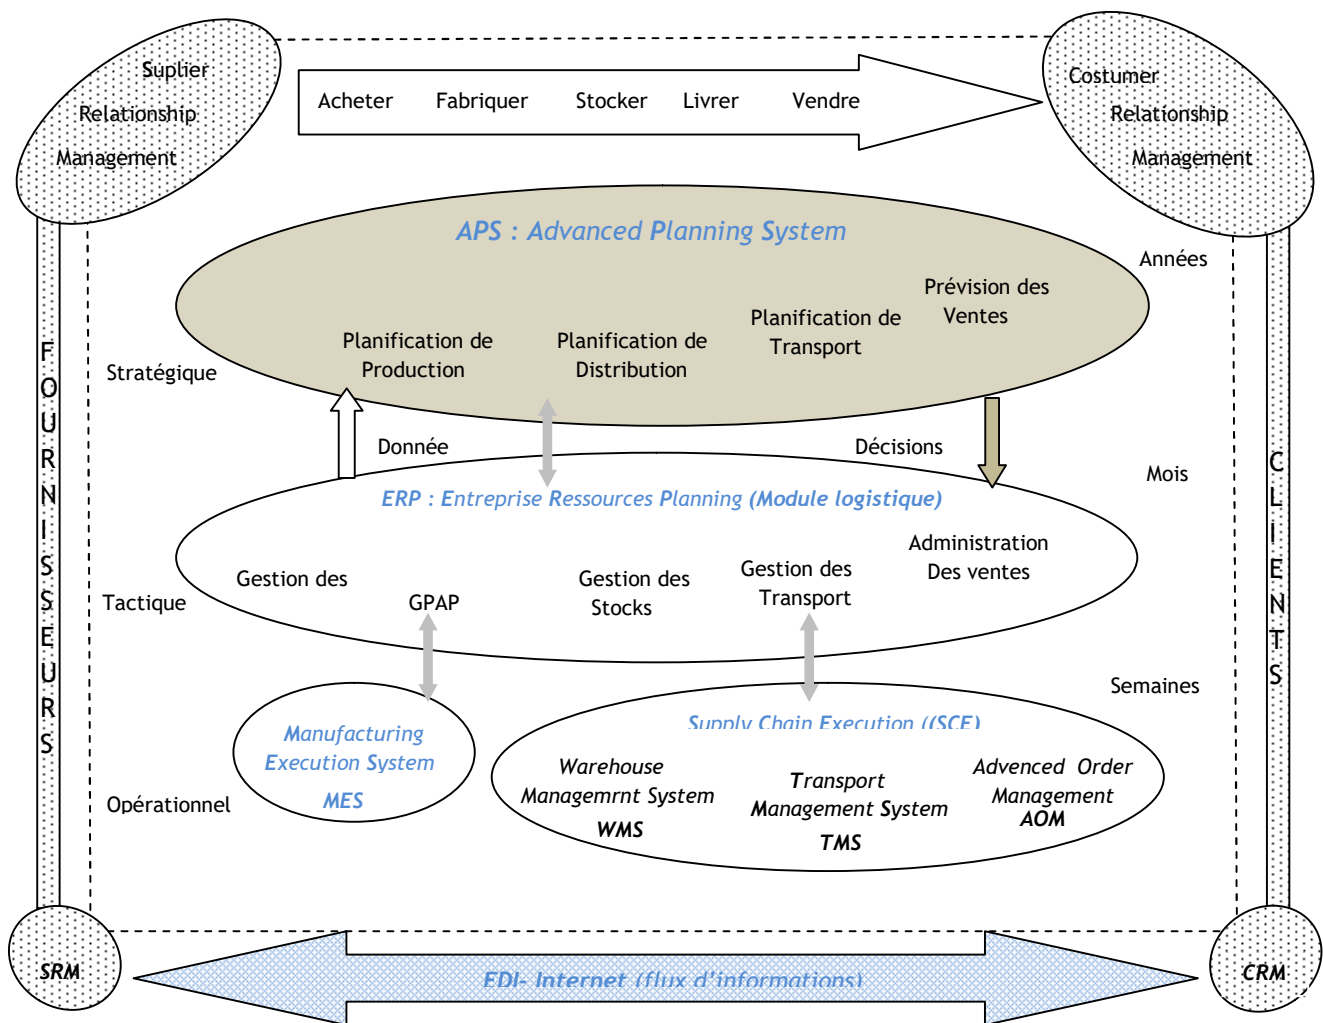 Suplier
Relationship
Management
Acheter Fabriquer Stocker Livrer Vendre
Costumer
Relationship
Management
APS : Advanced Planning System
Années
Prévision des
Ventes
Planification de
Transport
Planification de
Production
Planification de
Distribution
Stratégique
FOURNISSEURS
Donnée
Décisions
Mois
CLIENTS
ERP : Entreprise Ressources Planning (Module logistique)
Administration
Des ventes
Gestion des
GPAP
Gestion des
Stocks
Gestion des
Transport
Tactique
Semaines
Manufacturing
Execution System
MES
Supply Chain Execution ((SCE)
Warehouse
Managemrnt System
WMS
Transport
Management System
TMS
Advenced Order
Management
AOM
Opérationnel
SRM
EDI- Internet (flux d'informations)
CRM